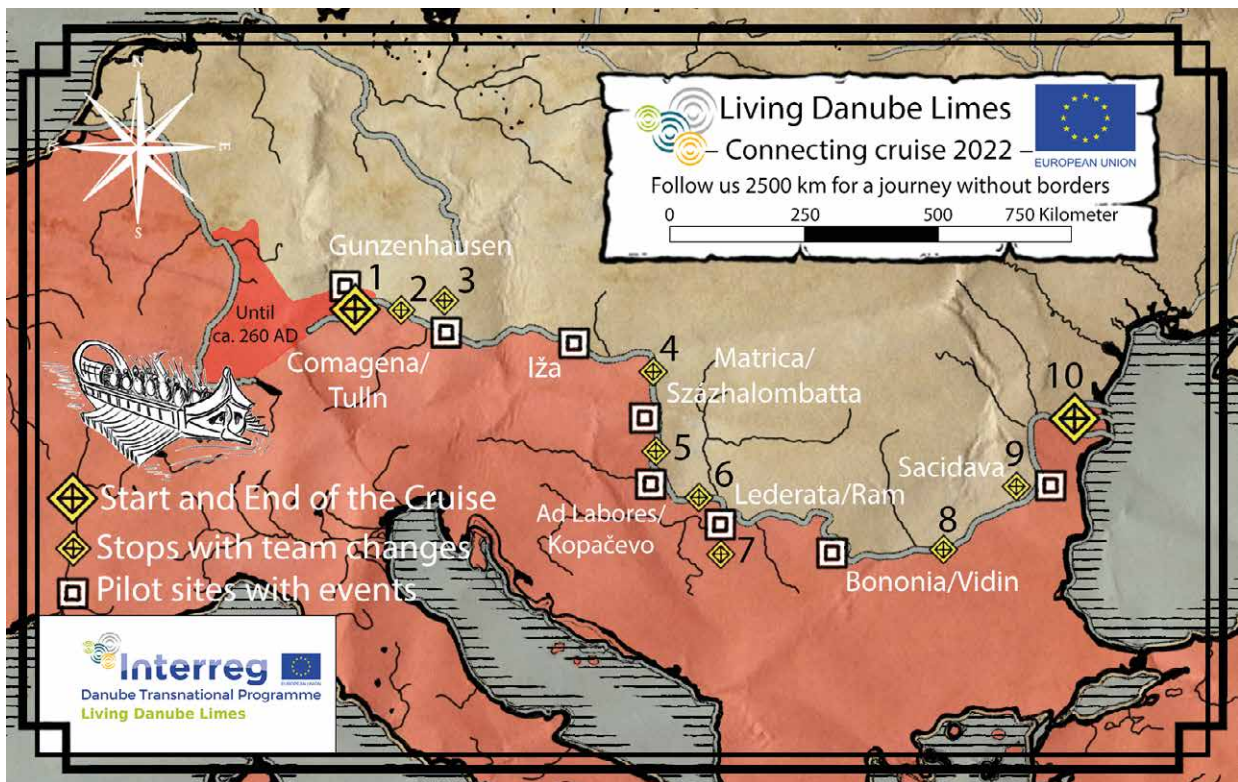 Living Danube Limes
– Connecting cruise 2022 –
EUROPEAN UNION
Follow us 2500 km for a journey without borders
0 250 500 750 Kilometer
N
E
S
Gunzenhausen
1
2
3
Until
ca. 260 AD
Comagena/
Tulln
Iža
4
Matrica/
Százhalombatta
10
5
6
Sacidava
9
Lederata/Ram
Ad Labores/
Kopačevo
7
8
Bononia/Vidin
Start and End of the Cruise
Stops with team changes
Pilot sites with events
Interreg
EUROPEAN UNION
Danube Transnational Programme
Living Danube Limes